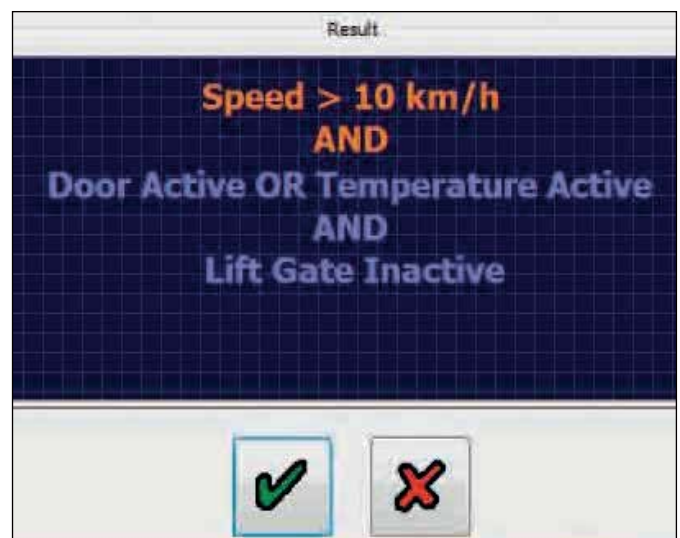 Result
Speed > 10 km/h
AND
Door Active OR Temperature Active
AND
Lift Gate Inactive